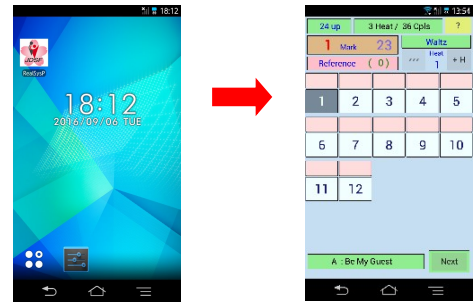 18:12
JDSF
RealSysP
18:12
2016/09/06 TUE
13:54
24 up 3 Heat / 36 Cpls ?
1 Mark 23 Waltz
Reference ( 0 ) Heat 1 + H
1 2 3 4 5
6 7 8 9 10
11 12
A : Be My Guest Next